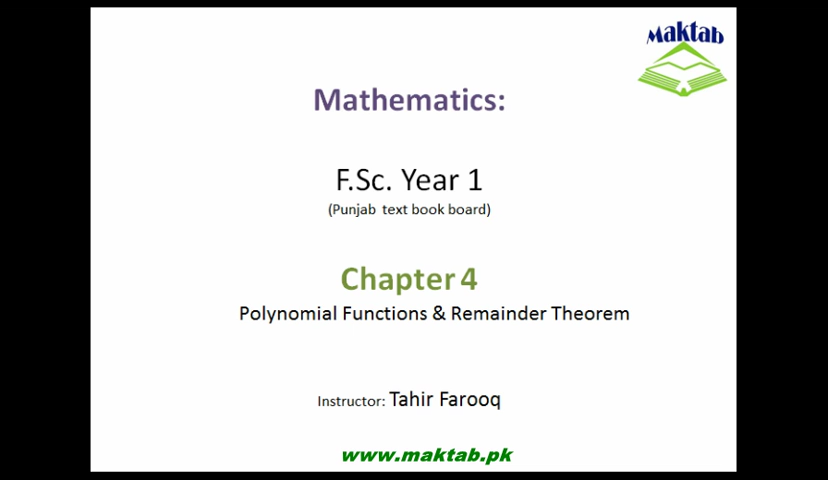 Maktab
Mathematics:
F.Sc. Year 1
(Punjab text book board)
Chapter 4
Polynomial Functions & Remainder Theorem
Instructor: Tahir Farooq
www.maktab.pk